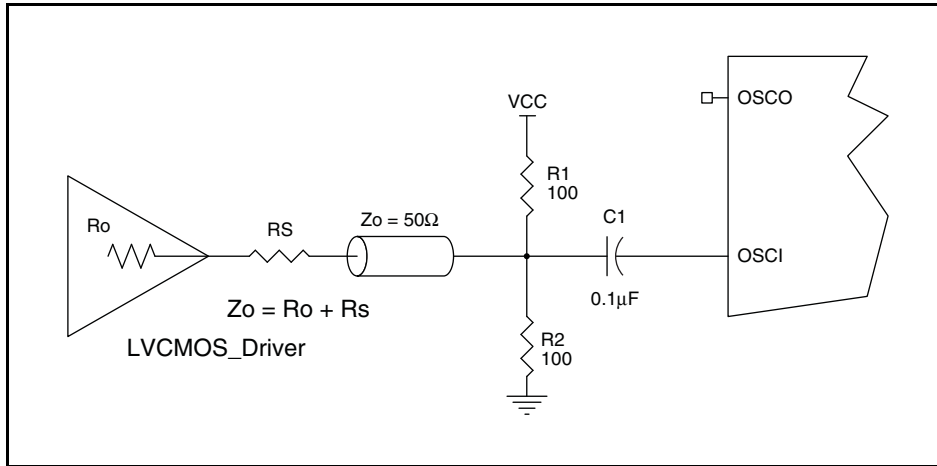 OSCO
VCC
R1
100
Ro
RS
Zo = 50Ω
C1
OSCI
0.1μF
Zo = Ro + Rs
LVCMOS_Driver
R2
100